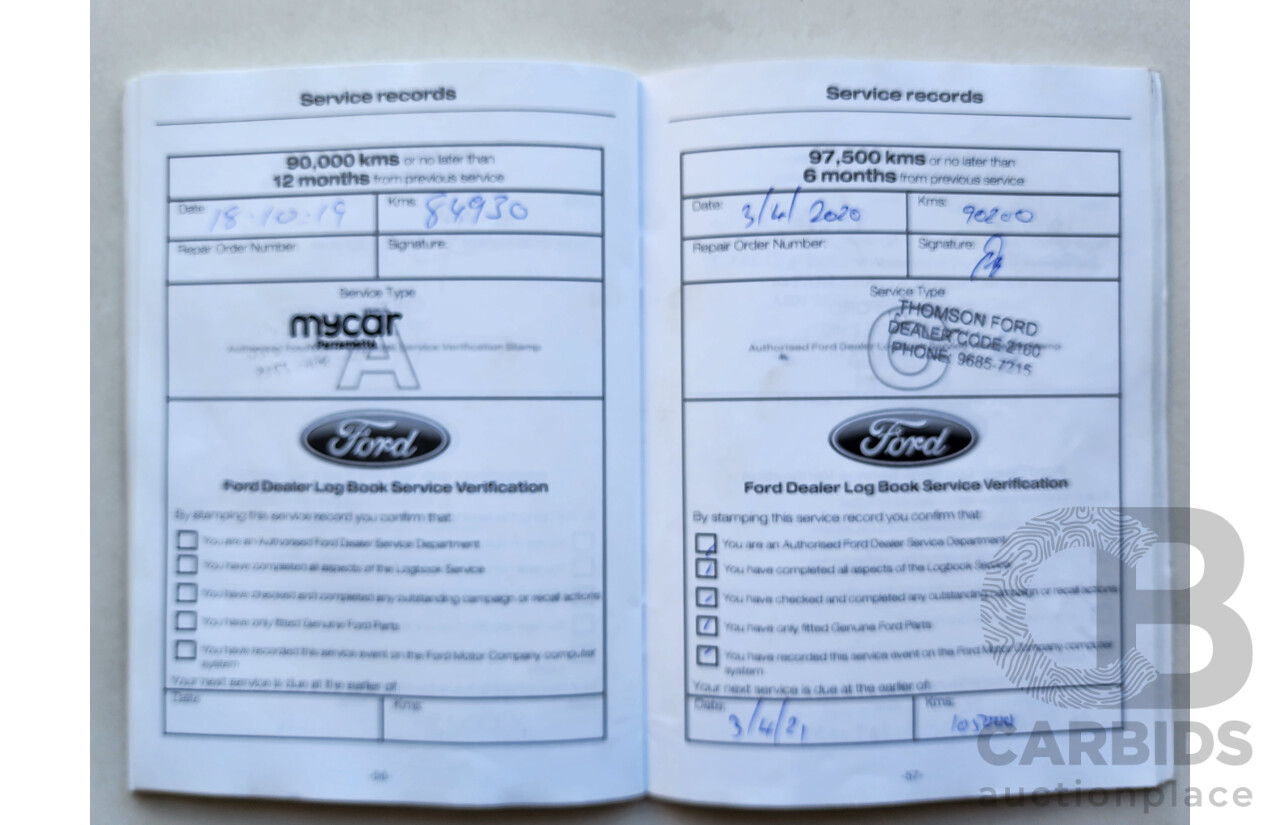 Service records
90,000 kms or no later than
12 months from previous service
Date: 18·10·19 Kms: 84930
Repair Order Number: Signature:
Service Type
mycar
Parramatta
A
Service Verification Stamp
Ford
Ford Dealer Log Book Service Verification
By stamping this service record you confirm that:
You are an Authorised Ford Dealer Service Department
You have completed all aspects of the Logbook Service
You have checked and completed any outstanding campaign or recall actions
You have only fitted Genuine Ford Parts
You have recorded this service event on the Ford Motor Company computer
system
Your next service is due at the earlier of:
Date: Kms:
Service records
97,500 kms or no later than
6 months from previous service
Date: 3/4/2020 Kms: 90200
Repair Order Number: Signature:
Service Type
C
Authorised Ford Dealer
THOMSON FORD
DEALER CODE 2160
PHONE: 9685-7215
Ford
Ford Dealer Log Book Service Verification
By stamping this service record you confirm that:
You are an Authorised Ford Dealer Service Department
You have completed all aspects of the Logbook Service
You have checked and completed any outstanding campaign or recall actions
You have only fitted Genuine Ford Parts
You have recorded this service event on the Ford Motor Company computer
system
Your next service is due at the earlier of:
Date: 3/4/21 Kms: 105000
-37-
CB
CARBIDS
auctionplace